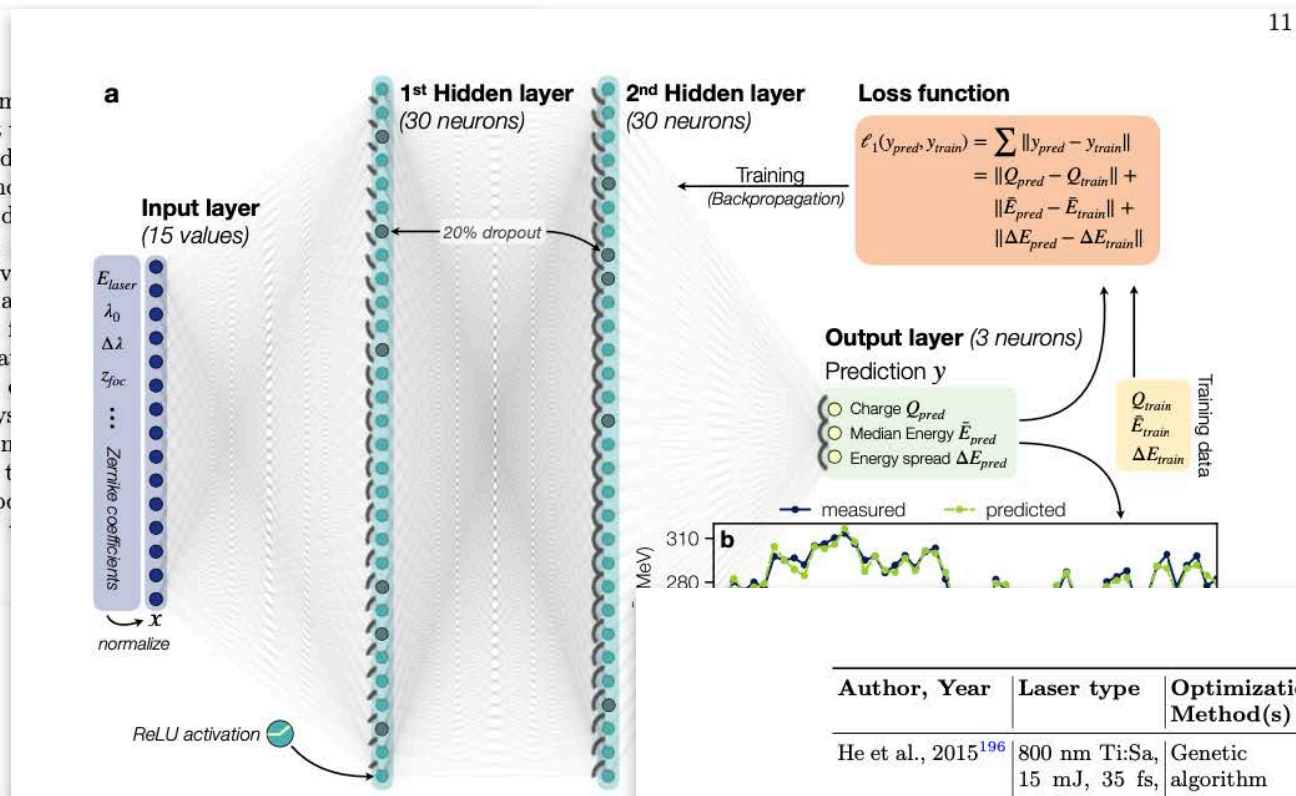 11
a
1st Hidden layer
(30 neurons)
2nd Hidden layer
(30 neurons)
Loss function
ℓ1(ypred, ytrain) = ∑ ‖ypred − ytrain‖
= ‖Qpred − Qtrain‖ +
‖Ēpred − Ētrain‖ +
‖ΔEpred − ΔEtrain‖
Training
(Backpropagation)
Input layer
(15 values)
20% dropout
Elaser
λ0
Δλ
zfoc
...
Zernike coefficients
x
normalize
Output layer (3 neurons)
Prediction y
Charge Qpred
Median Energy Ēpred
Energy spread ΔEpred
Qtrain
Ētrain
ΔEtrain
Training data
measured
predicted
310
b
MeV)
280
ReLU activation
Author, Year
Laser type
Optimizatio
Method(s)
He et al., 2015196
800 nm Ti:Sa,
15 mJ, 35 fs,
Genetic
algorithm